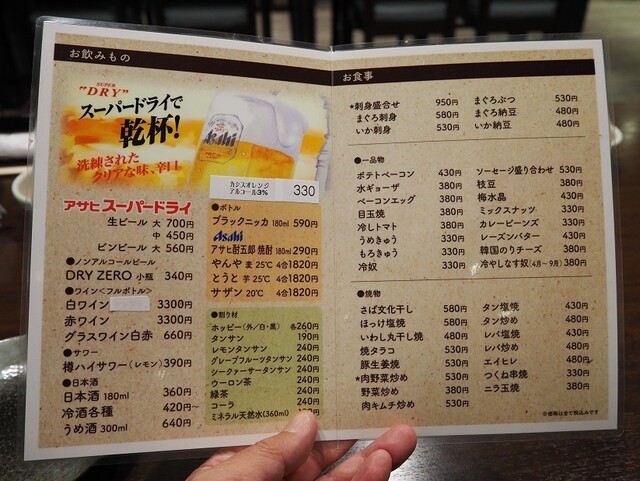 お飲みもの
SUPER
"DRY"
スーパードライで
乾杯!
洗練された
クリアな味、辛口!
Asahi
カシスオレンジ
アルコール3% 330
アサヒ スーパードライ
生ビール 大 700円
中 450円
ビンビール 大 560円
●ノンアルコールビール
DRY ZERO 小瓶 340円
●ワイン<フルボトル>
白ワイン 3300円
赤ワイン 3300円
グラスワイン白赤 660円
●サワー
樽ハイサワー(レモン) 390円
●日本酒
日本酒 180ml 360円
冷酒各種 420円~
うめ酒 300ml 640円
●ボトル
ブラックニッカ 180ml 590円
Asahi
アサヒ酎五郎 焼酎 180ml 290円
やんや 麦 25℃ 4合 1820円
とうと 芋 25℃ 4合 1820円
サザン 20℃ 4合 1820円
●割り材
ホッピー(外/白・黒) 各260円
タンサン 190円
レモンタンサン 240円
グレープフルーツタンサン 240円
シークァーサータンサン 240円
ウーロン茶 240円
緑茶 240円
コーラ 240円
ミネラル天然水(360ml)
お食事
★刺身盛合せ 950円
まぐろ刺身 580円
いか刺身 530円
まぐろぶつ 530円
まぐろ納豆 480円
いか納豆 480円
●一品物
ポテトベーコン 430円
水ギョーザ 380円
ベーコンエッグ 380円
目玉焼 380円
冷しトマト 380円
うめきゅう 330円
もろきゅう 330円
冷奴 330円
ソーセージ盛り合わせ 530円
枝豆 380円
梅水晶 430円
ミックスナッツ 330円
カレービーンズ 330円
レーズンバター 430円
韓国のりチーズ 380円
冷やしなす奴(4月~9月) 380円
●焼物
さば文化干し 580円
ほっけ塩焼 580円
いわし丸干し焼 480円
焼タラコ 530円
豚生姜焼 530円
★肉野菜炒め 530円
野菜炒め 380円
肉キムチ炒め 530円
タン塩焼 430円
タン炒め 480円
レバ塩焼 430円
レバ炒め 480円
エイヒレ 480円
つくね串焼 330円
ニラ玉焼 380円
※価格は全て税込みです